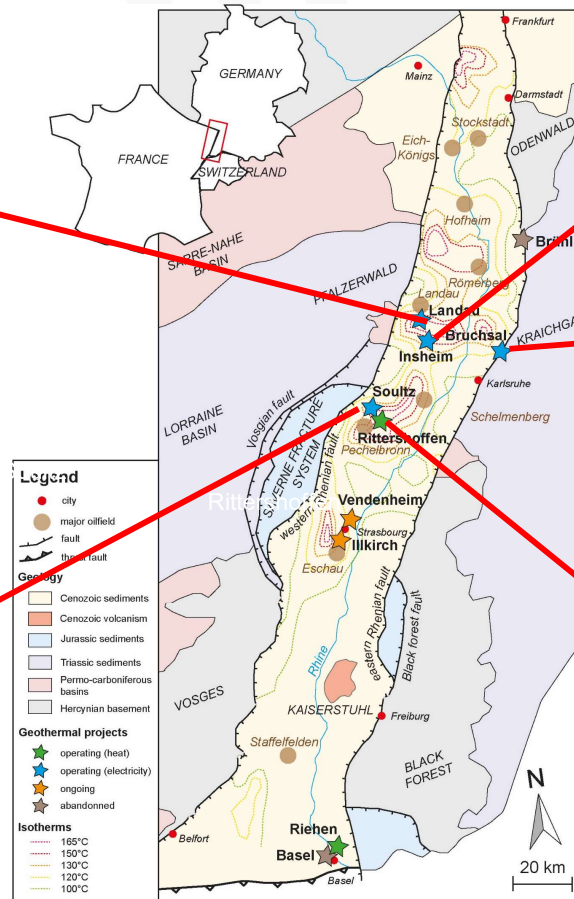 Frankfurt
GERMANY
Mainz
Darmstadt
Stockstadt
Eich-
Königs
ODENWALD
FRANCE
SWITZERLAND
Hofheim
SARRE-NAHE
BASIN
Brühl
PFALZERWALD
Römerberg
Landau
Landau
Bruchsal
KRAICHGA
Insheim
Karlsruhe
Soultz
Vosgian fault
SAVERNE FRACTURE
SYSTEM
LORRAINE
BASIN
Schelmenberg
Rittershoffen
Pechelbronn
western Rhenian fault
Rittershoffe
Vendenheim
Strasbourg
Illkirch
Eschau
eastern Rhenian fault
Black forest fault
Rhine
VOSGES
KAISERSTUHL
Freiburg
Staffelfelden
BLACK
FOREST
N
Riehen
Belfort
Basel
Basel
20 km
Legend
city
major oilfield
fault
thrust fault
Geology
Cenozoic sediments
Cenozoic volcanism
Jurassic sediments
Triassic sediments
Permo-carboniferous
basins
Hercynian basement
Geothermal projects
operating (heat)
operating (electricity)
ongoing
abandonned
Isotherms
165°C
150°C
130°C
120°C
100°C